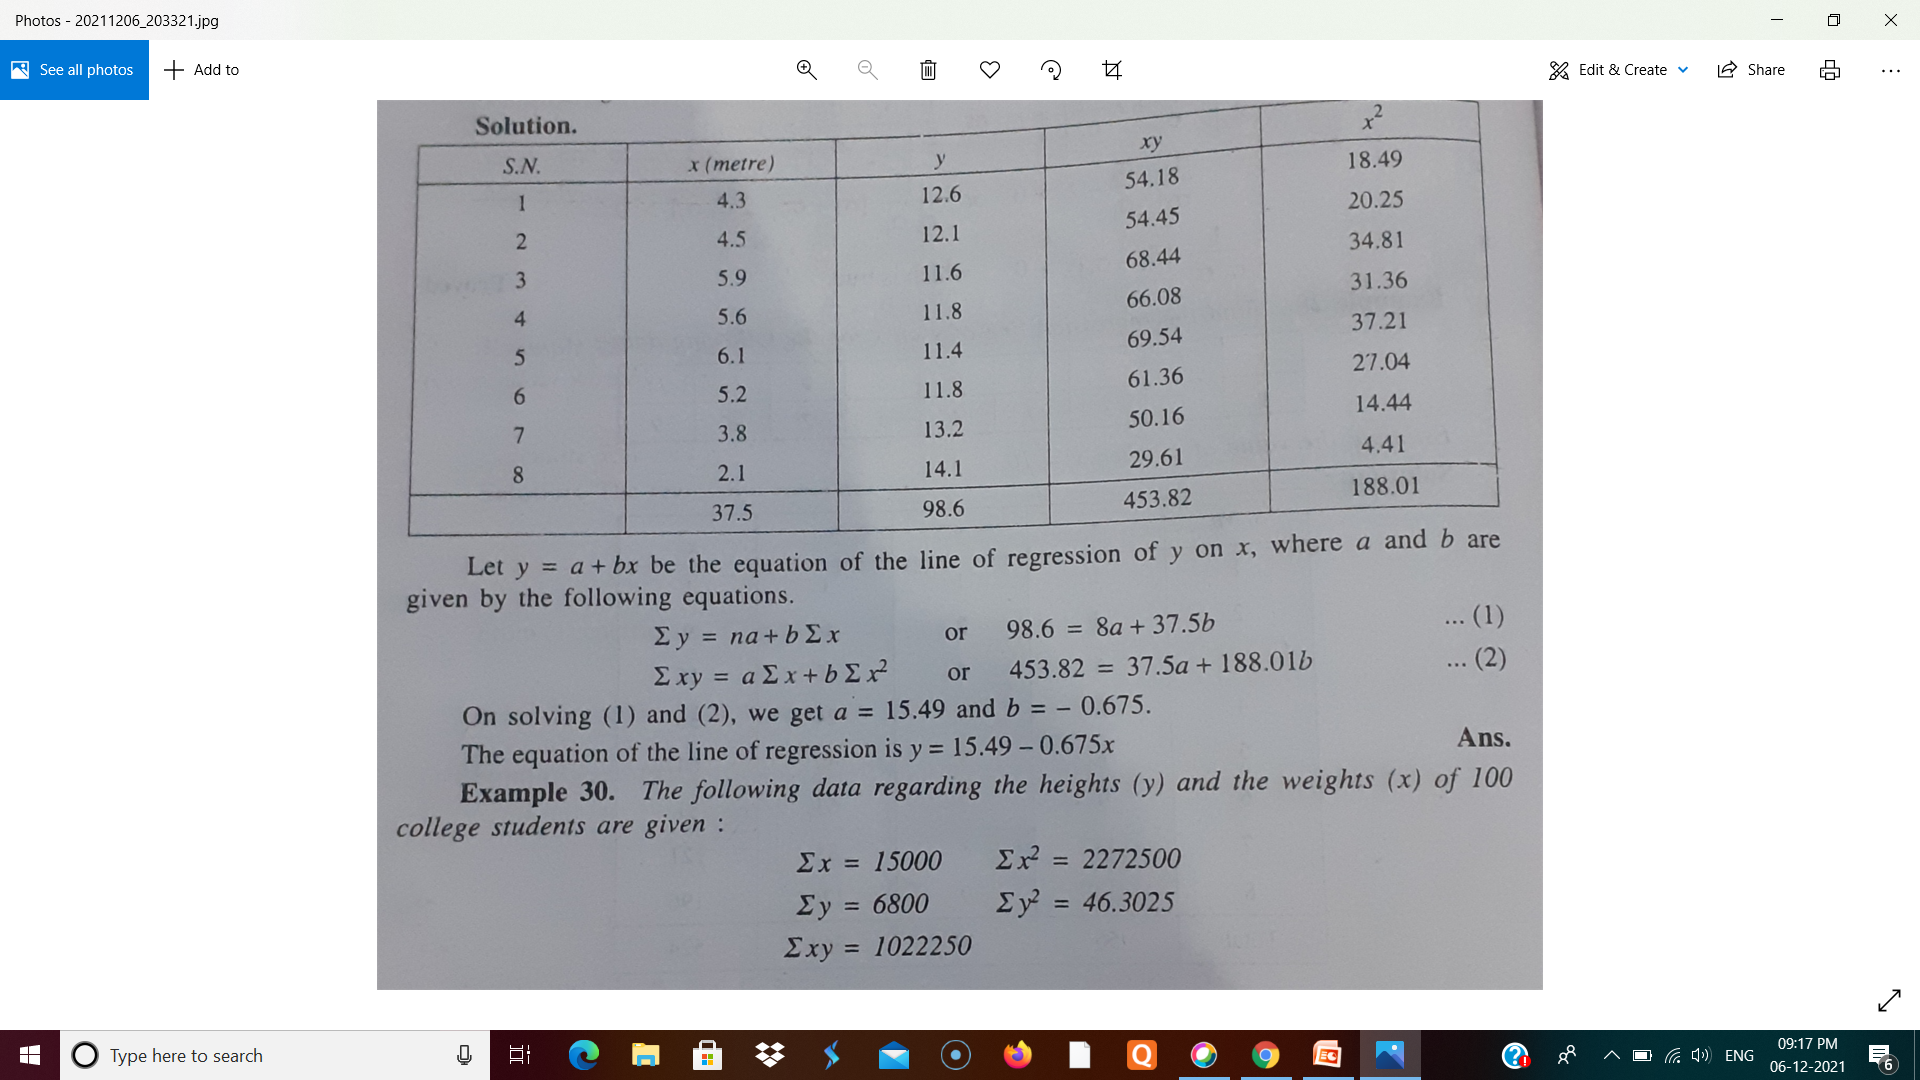 Photos - 20211206_203321.jpg
See all photos
Add to
Edit & Create
Share
Solution.
S.N. x (metre) y xy x²
1 4.3 12.6 54.18 18.49
2 4.5 12.1 54.45 20.25
3 5.9 11.6 68.44 34.81
4 5.6 11.8 66.08 31.36
5 6.1 11.4 69.54 37.21
6 5.2 11.8 61.36 27.04
7 3.8 13.2 50.16 14.44
8 2.1 14.1 29.61 4.41
37.5 98.6 453.82 188.01
Let y = a + bx be the equation of the line of regression of y on x, where a and b are
given by the following equations.
Σ y = na + b Σ x or 98.6 = 8a + 37.5b ... (1)
Σ xy = a Σ x + b Σ x² or 453.82 = 37.5a + 188.01b ... (2)
On solving (1) and (2), we get a = 15.49 and b = – 0.675.
The equation of the line of regression is y = 15.49 – 0.675x Ans.
Example 30. The following data regarding the heights (y) and the weights (x) of 100
college students are given :
Σx = 15000 Σx² = 2272500
Σy = 6800 Σy² = 46.3025
Σxy = 1022250
Type here to search
ENG
09:17 PM
06-12-2021
6